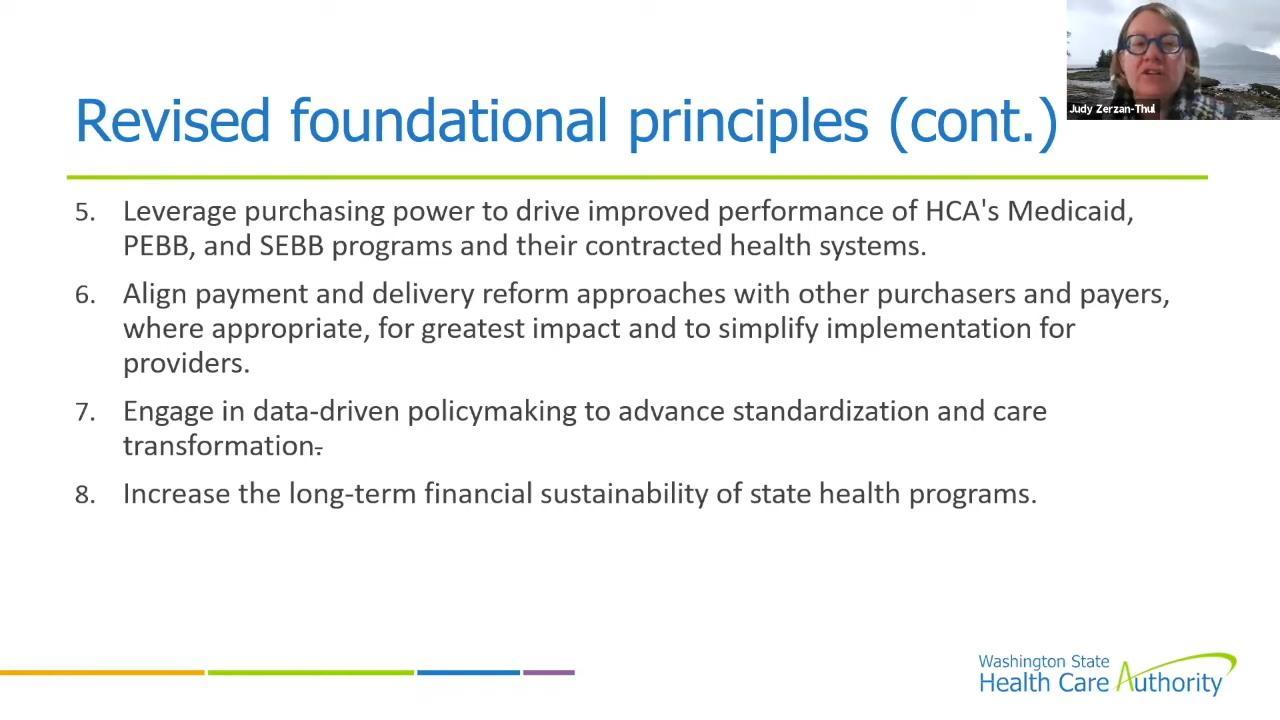 Judy Zerzan-Thul
Revised foundational principles (cont.)
5. Leverage purchasing power to drive improved performance of HCA's Medicaid,
PEBB, and SEBB programs and their contracted health systems.
6. Align payment and delivery reform approaches with other purchasers and payers,
where appropriate, for greatest impact and to simplify implementation for
providers.
7. Engage in data-driven policymaking to advance standardization and care
transformation.
8. Increase the long-term financial sustainability of state health programs.
Washington State
Health Care Authority